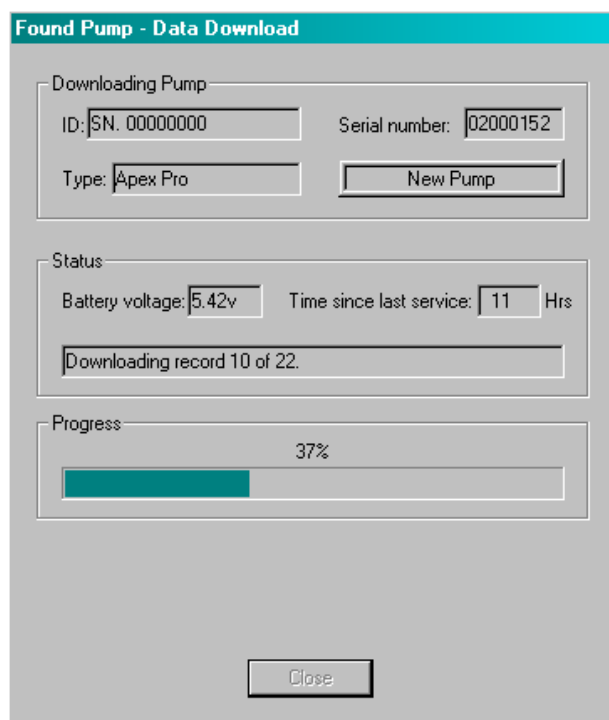 Found Pump - Data Download
Downloading Pump
ID: SN. 00000000 Serial number: 02000152
Type: Apex Pro New Pump
Status
Battery voltage: 5.42v Time since last service: 11 Hrs
Downloading record 10 of 22.
Progress
37%
Close